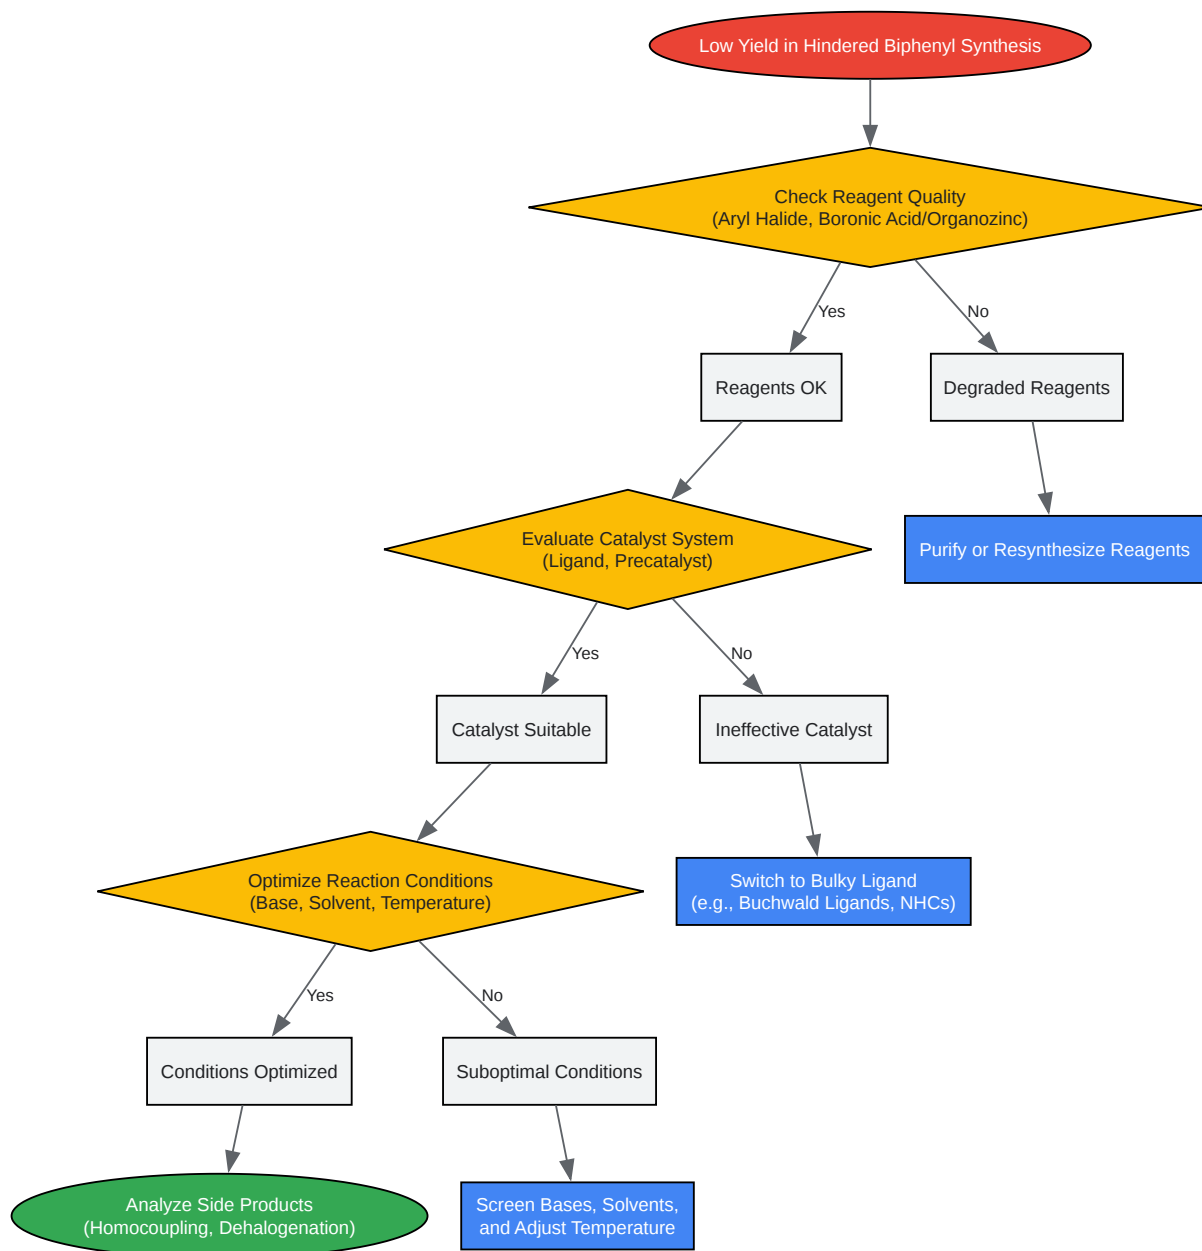 Low Yield in Hindered Biphenyl Synthesis
Check Reagent Quality
(Aryl Halide, Boronic Acid/Organozinc)
Yes
No
Reagents OK
Degraded Reagents
Evaluate Catalyst System
(Ligand, Precatalyst)
Purify or Resynthesize Reagents
Yes
No
Catalyst Suitable
Ineffective Catalyst
Optimize Reaction Conditions
(Base, Solvent, Temperature)
Switch to Bulky Ligand
(e.g., Buchwald Ligands, NHCs)
Yes
No
Conditions Optimized
Suboptimal Conditions
Analyze Side Products
(Homocoupling, Dehalogenation)
Screen Bases, Solvents,
and Adjust Temperature